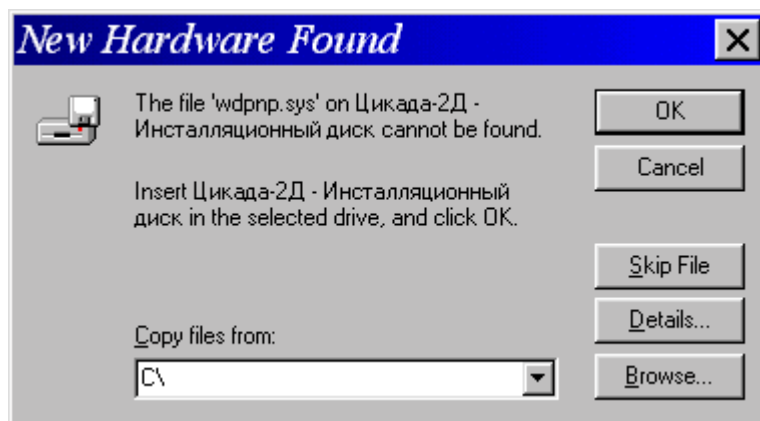 New Hardware Found
The file 'wdpnp.sys' on Цикада-2Д -
Инсталляционный диск cannot be found.
OK
Cancel
Insert Цикада-2Д - Инсталляционный
диск in the selected drive, and click OK.
Skip File
Details...
Copy files from:
C\
Browse...